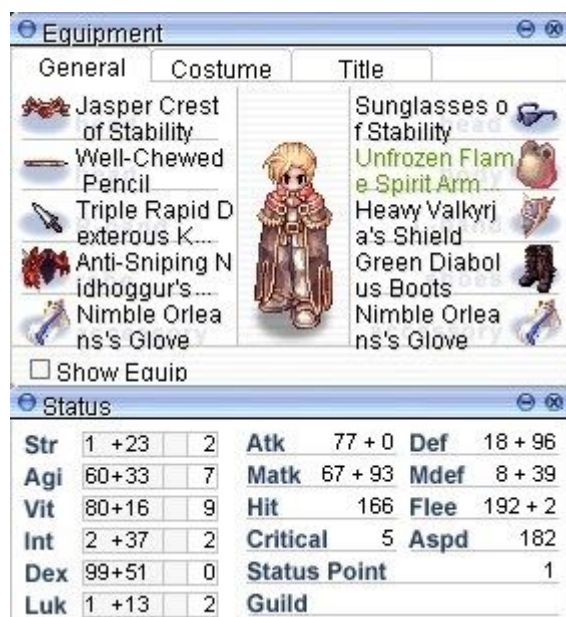 Equipment
General Costume Title
Jasper Crest
of Stability
Sunglasses o
f Stability
Well-Chewed
Pencil
Unfrozen Flam
e Spirit Arm...
Triple Rapid D
exterous K...
Heavy Valkyrj
a's Shield
Anti-Sniping N
idhoggur's...
Green Diabol
us Boots
Nimble Orlea
ns's Glove
Nimble Orlea
ns's Glove
Show Equip
Status
Str 1 +23 2 Atk 77 + 0 Def 18 + 96
Agi 60+33 7 Matk 67 + 93 Mdef 8 + 39
Vit 80+16 9 Hit 166 Flee 192 + 2
Int 2 +37 2 Critical 5 Aspd 182
Dex 99+51 0 Status Point 1
Luk 1 +13 2 Guild